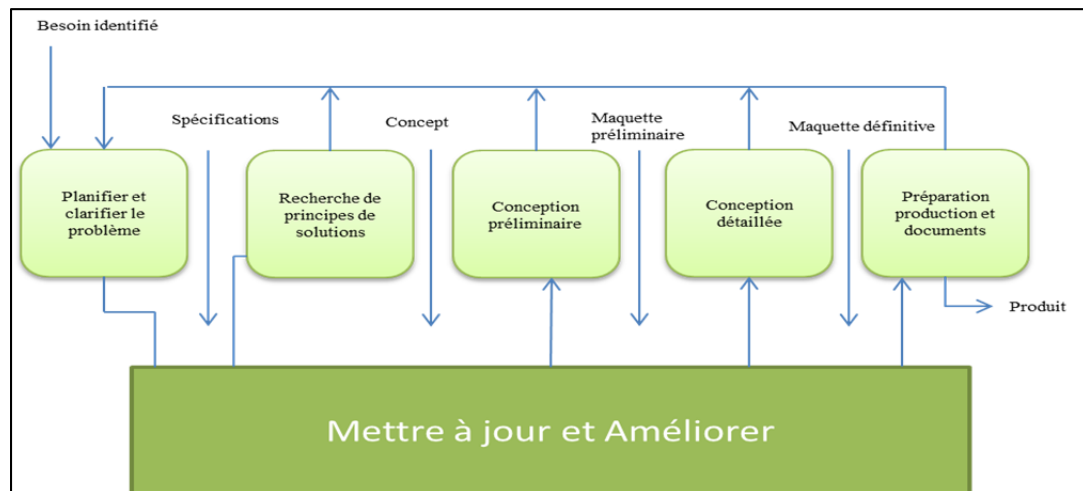 Besoin identifié
Spécifications
Concept
Maquette
préliminaire
Maquette définitive
Planifier et
clarifier le
problème
Recherche de
principes de
solutions
Conception
préliminaire
Conception
détaillée
Préparation
production et
documents
Produit
Mettre à jour et Améliorer